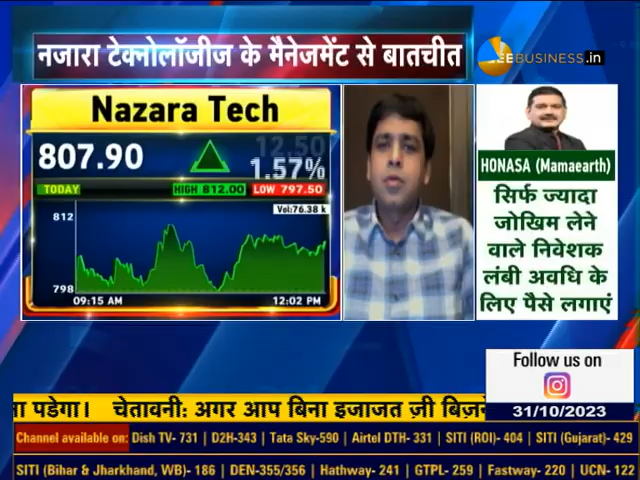 नजारा टेक्नोलॉजीज के मैनेजमेंट से बातचीत
ZEEBUSINESS.in
Nazara Tech
807.90
12.50
1.57%
TODAY
HIGH 812.00
LOW 797.50
Vol:76.38 k
812
798
09:15 AM
12:02 PM
HONASA (Mamaearth)
सिर्फ ज्यादा
जोखिम लेने
वाले निवेशक
लंबी अवधि के
लिए पैसे लगाएं
Follow us on
31/10/2023
पड़ेगा। चेतावनी: अगर आप बिना इजाजत ज़ी बिज़ने
Channel available on: Dish TV- 731 | D2H-343 | Tata Sky-590 | Airtel DTH- 331 | SITI (ROI)- 404 | SITI (Gujarat)- 429
SITI (Bihar & Jharkhand, WB)- 186 | DEN-355/356 | Hathway- 241 | GTPL- 259 | Fastway- 220 | UCN- 122